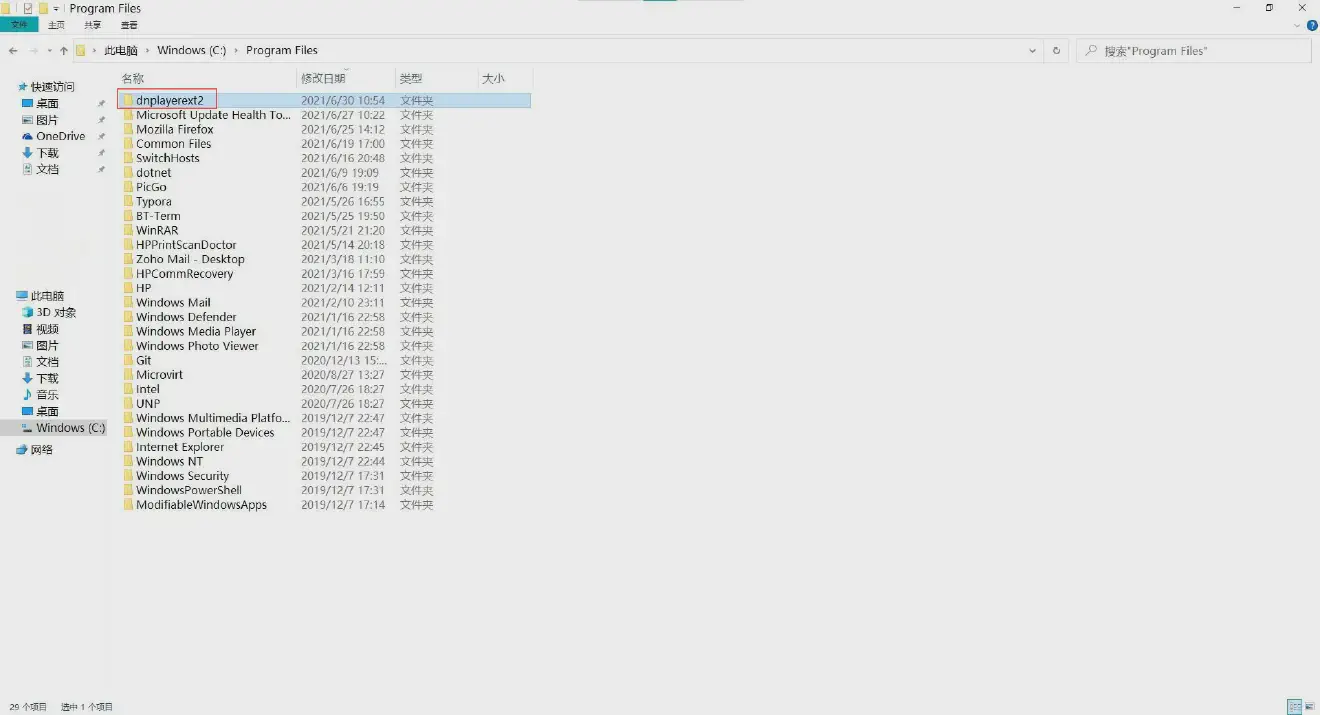 Program Files
文件 主页 共享 查看
此电脑 Windows (C:) Program Files
搜索"Program Files"
名称 修改日期 类型 大小
快速访问
桌面
图片
OneDrive
下载
文档
此电脑
3D 对象
视频
图片
文档
下载
音乐
桌面
Windows (C:)
网络
dnplayerext2 2021/6/30 10:54 文件夹
Microsoft Update Health To... 2021/6/27 10:22 文件夹
Mozilla Firefox 2021/6/25 14:12 文件夹
Common Files 2021/6/19 17:00 文件夹
SwitchHosts 2021/6/16 20:48 文件夹
dotnet 2021/6/9 19:09 文件夹
PicGo 2021/6/6 19:19 文件夹
Typora 2021/5/26 16:55 文件夹
BT-Term 2021/5/25 19:50 文件夹
WinRAR 2021/5/21 21:20 文件夹
HPPrintScanDoctor 2021/5/14 20:18 文件夹
Zoho Mail - Desktop 2021/3/18 11:10 文件夹
HPCommRecovery 2021/3/16 17:59 文件夹
HP 2021/2/14 12:11 文件夹
Windows Mail 2021/2/10 23:11 文件夹
Windows Defender 2021/1/16 22:58 文件夹
Windows Media Player 2021/1/16 22:58 文件夹
Windows Photo Viewer 2021/1/16 22:58 文件夹
Git 2020/12/13 15:... 文件夹
Microvirt 2020/8/27 13:27 文件夹
Intel 2020/7/26 18:27 文件夹
UNP 2020/7/26 18:27 文件夹
Windows Multimedia Platfo... 2019/12/7 22:47 文件夹
Windows Portable Devices 2019/12/7 22:47 文件夹
Internet Explorer 2019/12/7 22:45 文件夹
Windows NT 2019/12/7 22:44 文件夹
Windows Security 2019/12/7 17:31 文件夹
WindowsPowerShell 2019/12/7 17:31 文件夹
ModifiableWindowsApps 2019/12/7 17:14 文件夹
29 个项目 选中 1 个项目